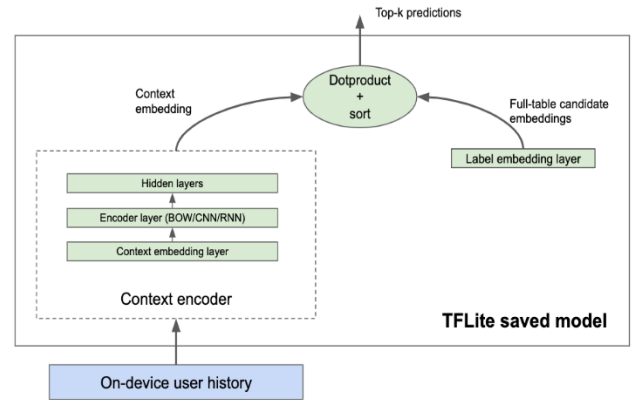 Top-k predictions
Dotproduct
+
sort
Context
embedding
Full-table candidate
embeddings
Label embedding layer
Hidden layers
Encoder layer (BOW/CNN/RNN)
Context embedding layer
Context encoder
TFLite saved model
On-device user history